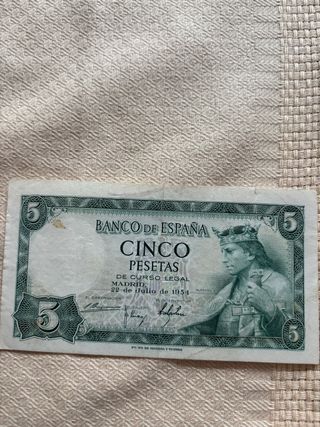 5
5
BANCO DE ESPAÑA
CINCO
PESETAS
DE CURSO LEGAL
MADRID,
22 de Julio de 1954
5
5